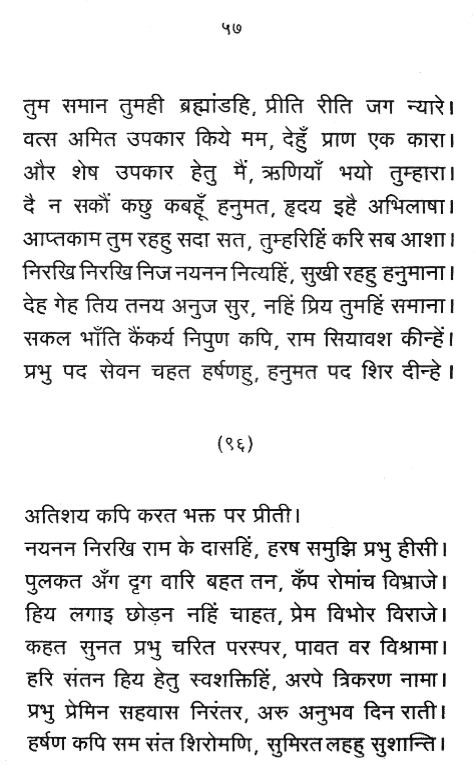 ५७
तुम समान तुमही ब्रह्मांडहि, प्रीति रीति जग न्यारे।
वत्स अमित उपकार किये मम, देहुँ प्राण एक कारा।
और शेष उपकार हेतु मैं, ऋणियाँ भयो तुम्हारा।
दै न सकौं कछु कबहूँ हनुमत, हृदय इहै अभिलाषा।
आप्तकाम तुम रहहु सदा सत, तुम्हरिहिं करि सब आशा।
निरखि निरखि निज नयनन नित्यहिं, सुखी रहहु हनुमाना।
देह गेह तिय तनय अनुज सुर, नहिं प्रिय तुमहिं समाना।
सकल भाँति कैंकर्य निपुण कपि, राम सियावश कीन्हें।
प्रभु पद सेवन चहत हर्षणहु, हनुमत पद शिर दीन्हे।
(९६)
अतिशय कपि करत भक्त पर प्रीती।
नयनन निरखि राम के दासहिं, हरष समुझि प्रभु हीसी।
पुलकत अँग दृग वारि बहत तन, कँप रोमांच विभ्राजे।
हिय लगाइ छोड़न नहिं चाहत, प्रेम विभोर विराजे।
कहत सुनत प्रभु चरित परस्पर, पावत वर विश्रामा।
हरि संतन हिय हेतु स्वशक्तिहिं, अरपे त्रिकरण नामा।
प्रभु प्रेमिन सहवास निरंतर, अरु अनुभव दिन राती।
हर्षण कपि सम संत शिरोमणि, सुमिरत लहहु सुशान्ति।